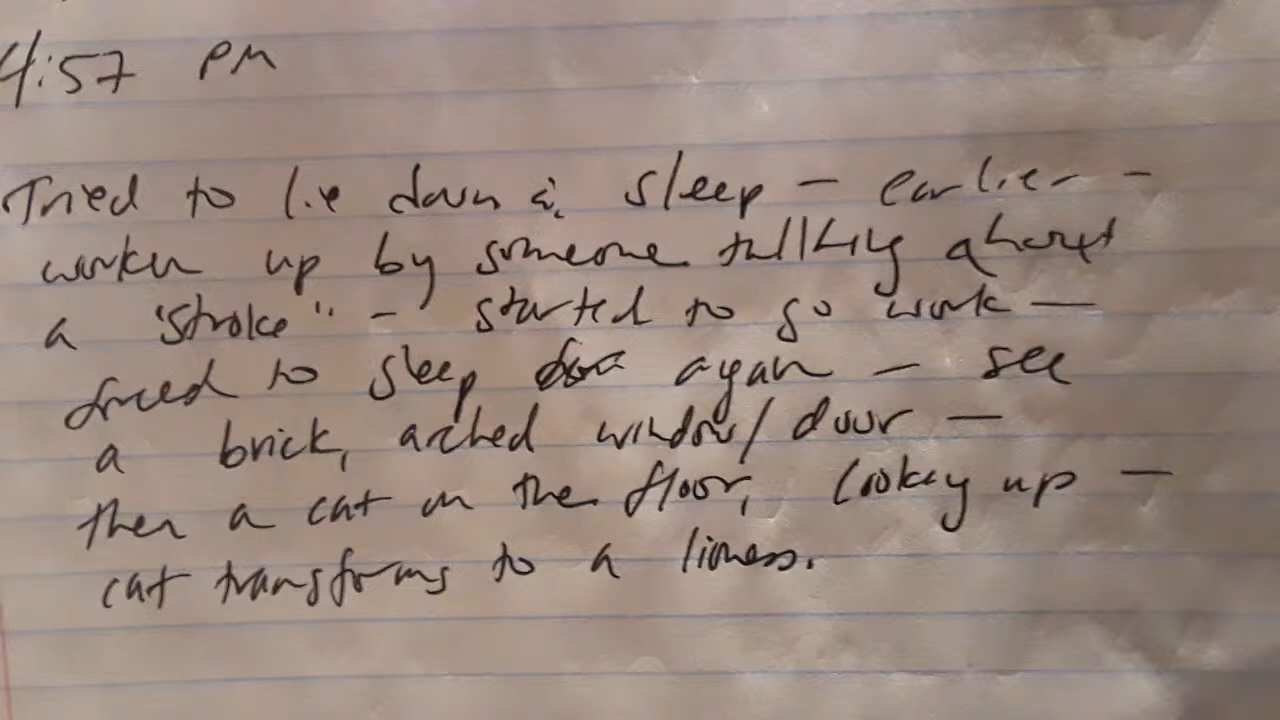 4:57 PM
Tried to lie down & sleep - earlier -
woken up by someone talking about
a "stroke" - started to go work -
forced to sleep again - see
a brick, arched window/door -
then a cat on the floor, looking up -
cat transforms to a lioness.